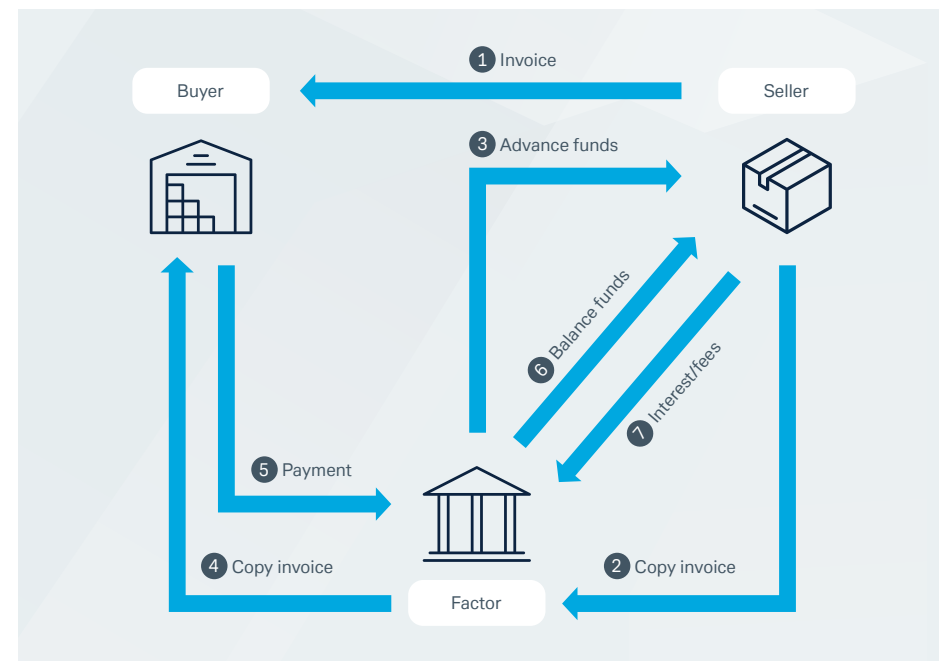 1 Invoice
Buyer
Seller
3 Advance funds
6 Balance funds
7 Interest/fees
5 Payment
4 Copy invoice
2 Copy invoice
Factor